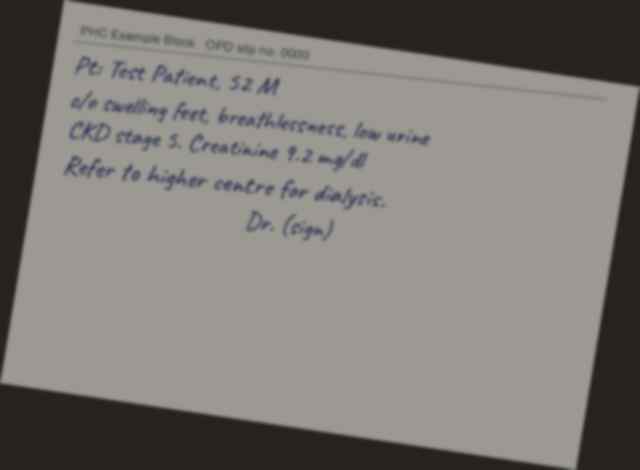 PHC Example Block OPD slip no. 0000
Pt: Test Patient, 52 M
c/o swelling feet, breathlessness, low urine
CKD stage 5. Creatinine 9.2 mg/dl
Refer to higher centre for dialysis.
Dr. (sign)